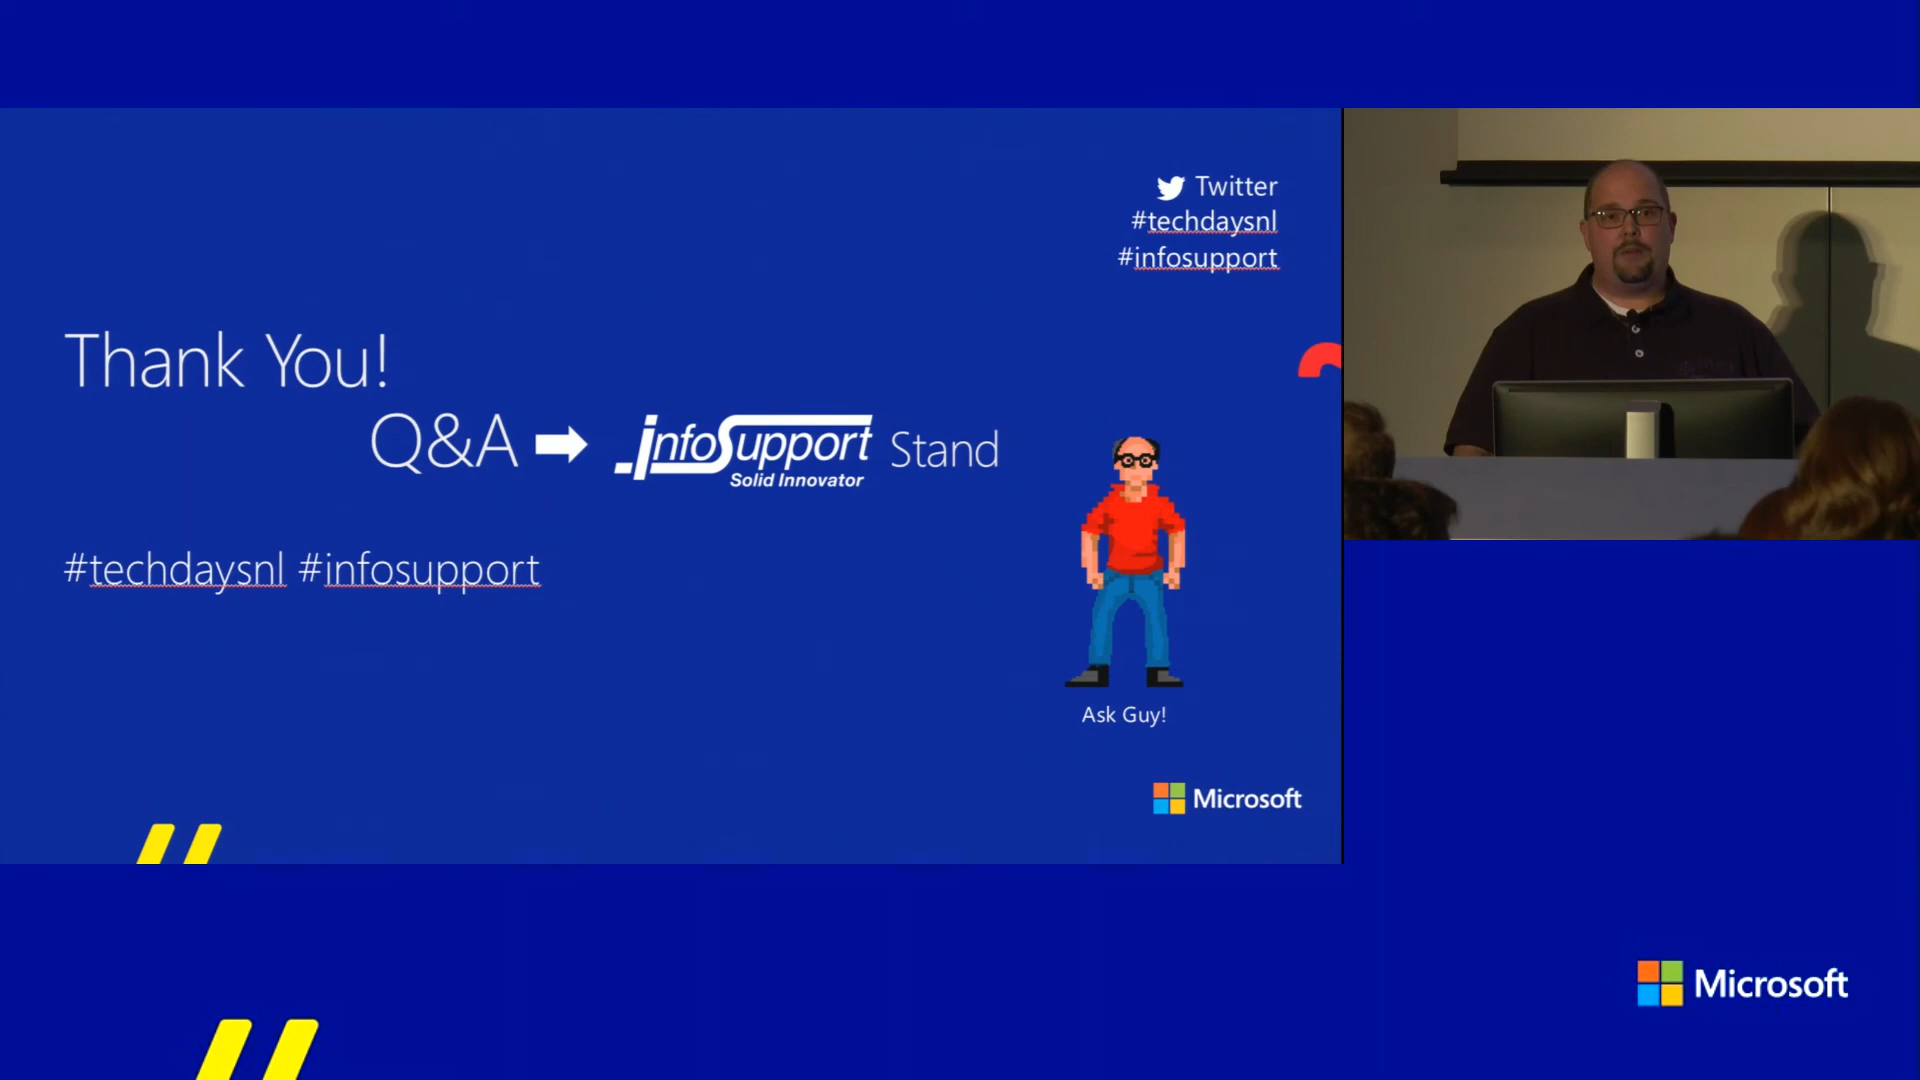 Twitter
#techdaysnl
#infosupport
Thank You!
Q&A infoSupport Stand
Solid Innovator
#techdaysnl #infosupport
Ask Guy!
Microsoft
Microsoft